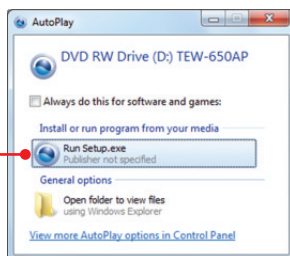 AutoPlay
DVD RW Drive (D:) TEW-650AP
Always do this for software and games:
Install or run program from your media
Run Setup.exe
Publisher not specified
General options
Open folder to view files
using Windows Explorer
View more AutoPlay options in Control Panel